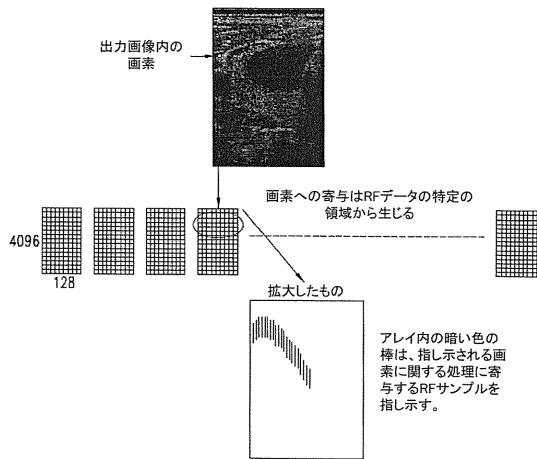 出力画像内の
画素
画素への寄与はRFデータの特定の
領域から生じる
4096
128
拡大したもの
アレイ内の暗い色の
棒は、指し示される画
素に関する処理に寄
与するRFサンプルを
指し示す。